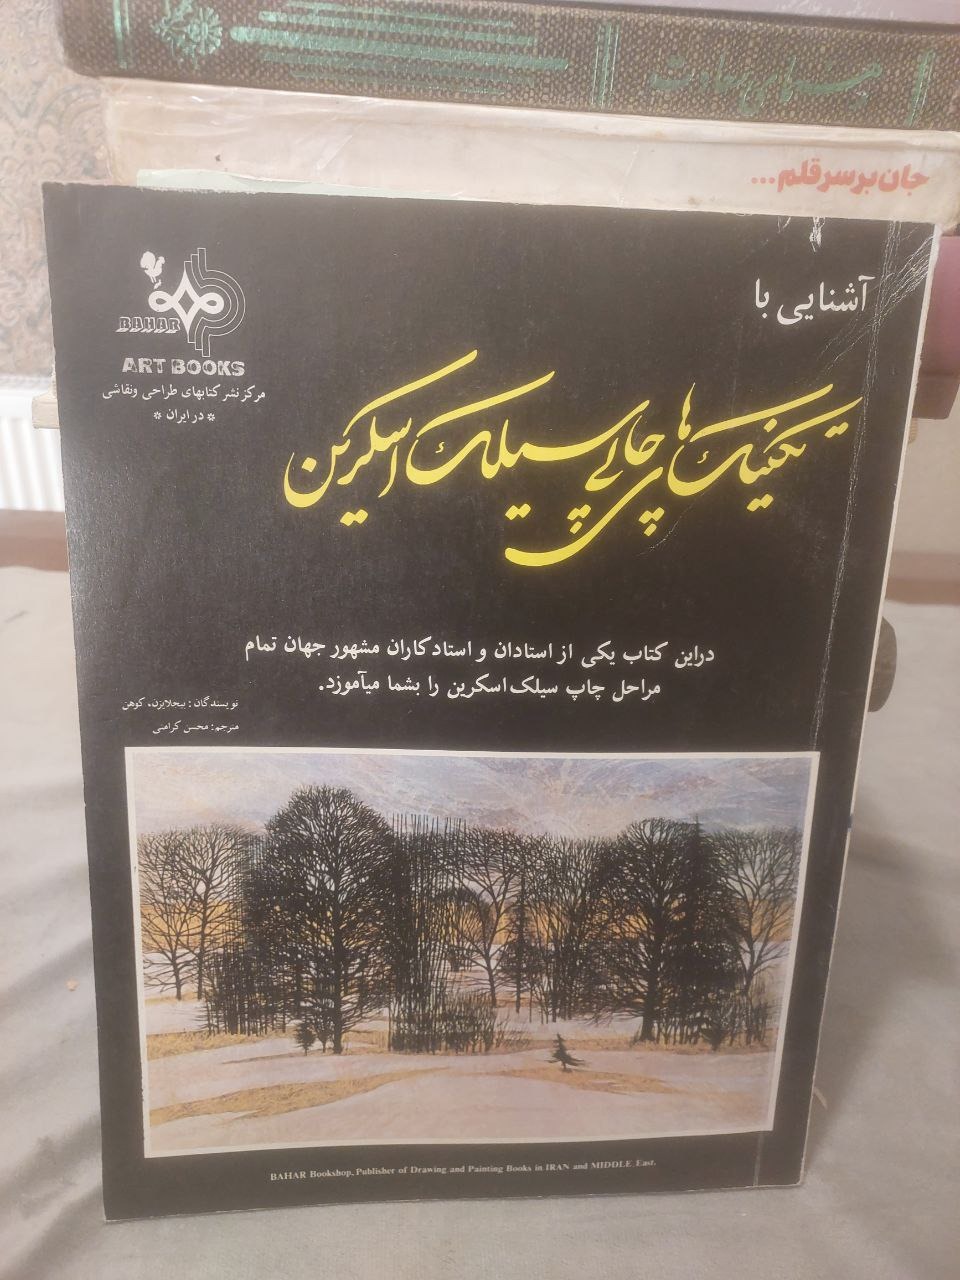 جان بر سر قلم...
آشنایی با
تکنیک‌های چاپی سیلک اسکرین
BAHAR
ART BOOKS
مرکز نشر کتابهای طراحی ونقاشی
* در ایران *
دراین کتاب یکی از استادان و استادکاران مشهور جهان تمام
مراحل چاپ سیلک اسکرین را بشما میآموزد.
نویسندگان: بیجلایزن، کوهن
مترجم: محسن کرامتی
BAHAR Bookshop, Publisher of Drawing and Painting Books in IRAN and MIDDLE East.